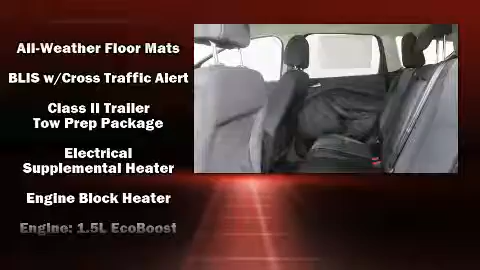 All-Weather Floor Mats
BLIS w/Cross Traffic Alert
Class II Trailer
Tow Prep Package
Electrical
Supplemental Heater
Engine Block Heater
Engine: 1.5L EcoBoost